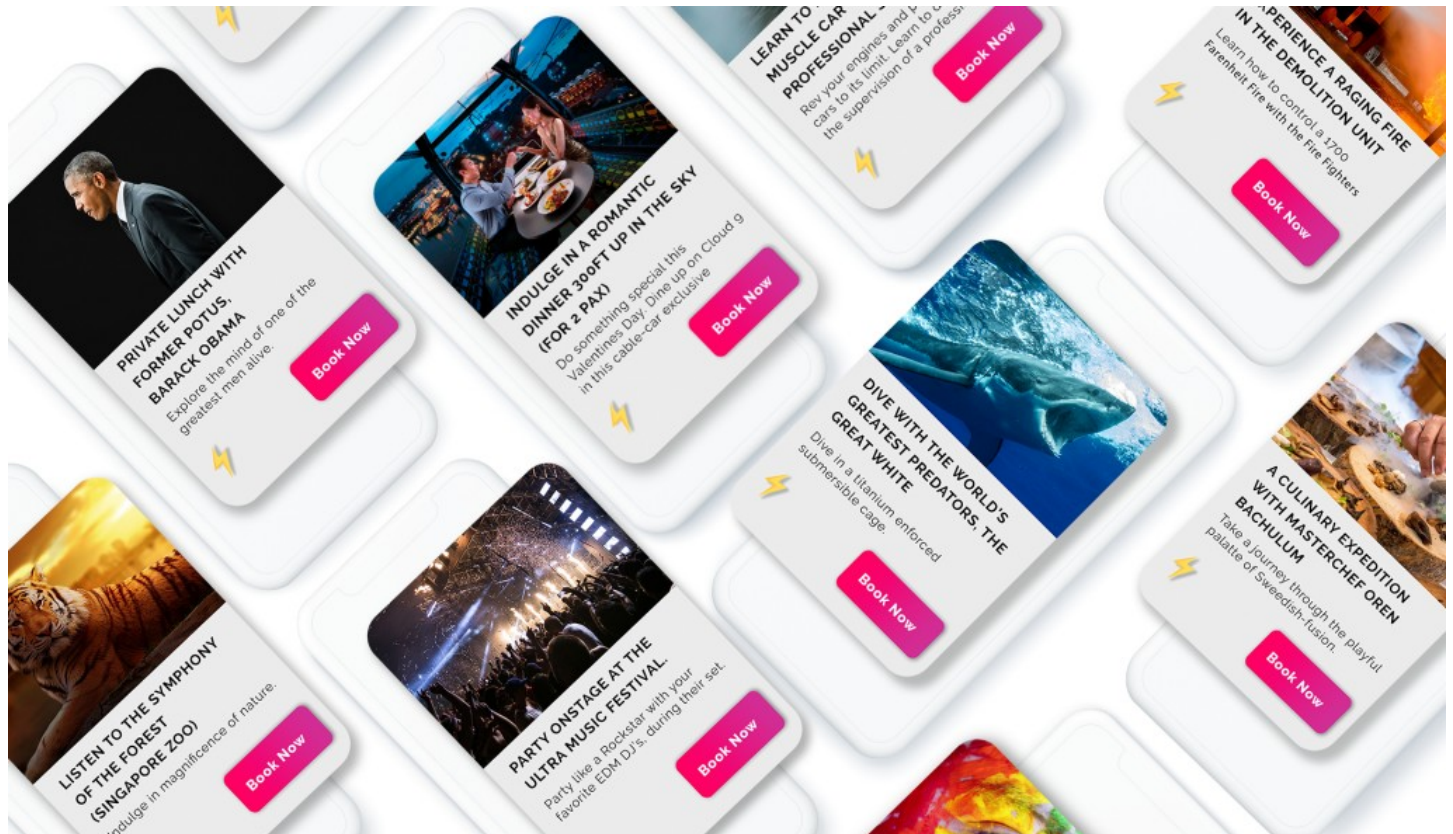 PRIVATE LUNCH WITH
FORMER POTUS,
BARACK OBAMA
Explore the mind of one of the
greatest men alive.
Book Now
INDULGE IN A ROMANTIC
DINNER 300FT UP IN THE SKY
(FOR 2 PAX)
Do something special this
Valentines Day. Dine up on Cloud 9
in this cable-car exclusive
Book Now
LEARN TO
MUSCLE CAR
PROFESSIONAL
Rev your engines and
cars to its limit. Learn to
the supervision of a
Book Now
EXPERIENCE A RAGING FIRE
IN THE DEMOLITION UNIT
Learn how to control a 1700
Farenheit Fire with the Fire Fighters
Book Now
DIVE WITH THE WORLD'S
GREATEST PREDATORS, THE
GREAT WHITE
Dive in a titanium enforced
submersible cage.
Book Now
A CULINARY EXPEDITION
WITH MASTERCHEF OREN
BACHULUM
Take a journey through the playful
palatte of Sweedish-fusion.
Book Now
LISTEN TO THE SYMPHONY
OF THE FOREST
(SINGAPORE ZOO)
Indulge in magnificence of nature.
Book Now
PARTY ONSTAGE AT THE
ULTRA MUSIC FESTIVAL.
Party like a Rockstar with your
favorite EDM DJ's. during their set.
Book Now